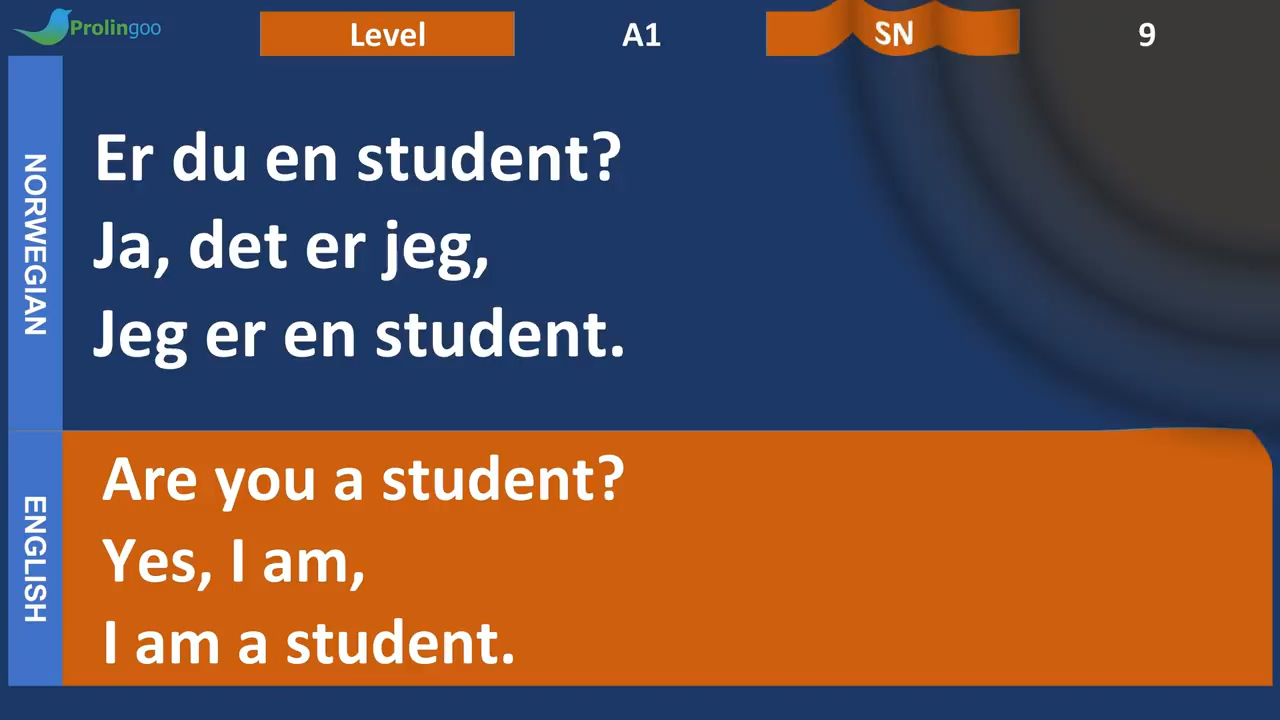 Prolingoo
Level
A1
SN
9
NORWEGIAN
Er du en student?
Ja, det er jeg,
Jeg er en student.
ENGLISH
Are you a student?
Yes, I am,
I am a student.